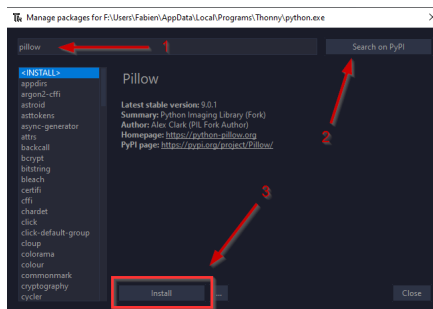 Manage packages for F:\Users\Fabien\AppData\Local\Programs\Thonny\python.exe
pillow
1
Search on PyPI
2
<INSTALL>
appdirs
argon2-cffi
astroid
asttokens
async-generator
attrs
backcall
bcrypt
bitstring
bleach
certifi
cffi
chardet
click
click-default-group
cloup
colorama
colour
commonmark
cryptography
cycler
Pillow
Latest stable version: 9.0.1
Summary: Python Imaging Library (Fork)
Author: Alex Clark (PIL Fork Author)
Homepage: https://python-pillow.org
PyPI page: https://pypi.org/project/Pillow/
3
Install
...
Close